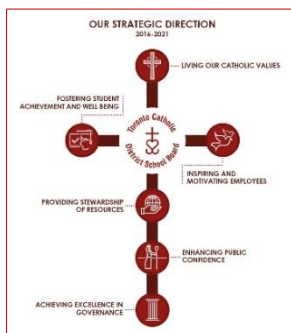 OUR STRATEGIC DIRECTION
2016-2021
LIVING OUR CATHOLIC VALUES
FOSTERING STUDENT
ACHIEVEMENT AND WELL BEING
Toronto Catholic
District School Board
INSPIRING AND
MOTIVATING EMPLOYEES
PROVIDING STEWARDSHIP
OF RESOURCES
ENHANCING PUBLIC
CONFIDENCE
ACHIEVING EXCELLENCE IN
GOVERNANCE